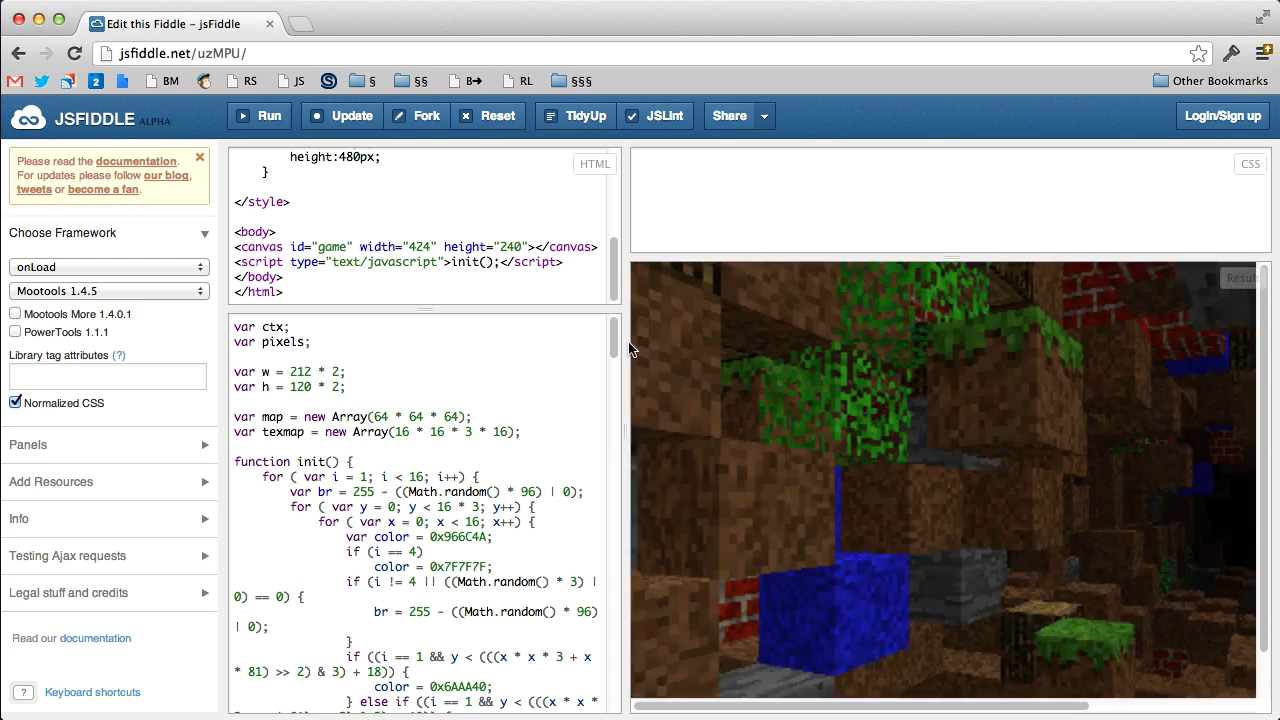 Edit this Fiddle - jsFiddle
jsfiddle.net/uzMPU/
2 BM RS JS § §§ B→ RL §§§ Other Bookmarks
JSFIDDLE ALPHA Run Update Fork Reset TidyUp JSLint Share Login/Sign up
Please read the documentation.
For updates please follow our blog,
tweets or become a fan.
Choose Framework
onLoad
Mootools 1.4.5
Mootools More 1.4.0.1
PowerTools 1.1.1
Library tag attributes (?)
Normalized CSS
Panels
Add Resources
Info
Testing Ajax requests
Legal stuff and credits
Read our documentation
? Keyboard shortcuts
HTML
height:480px;
}
</style>
<body>
<canvas id="game" width="424" height="240"></canvas>
<script type="text/javascript">init();</script>
</body>
</html>
var ctx;
var pixels;
var w = 212 * 2;
var h = 120 * 2;
var map = new Array(64 * 64 * 64);
var texmap = new Array(16 * 16 * 3 * 16);
function init() {
for ( var i = 1; i < 16; i++) {
var br = 255 - ((Math.random() * 96) | 0);
for ( var y = 0; y < 16 * 3; y++) {
for ( var x = 0; x < 16; x++) {
var color = 0x966C4A;
if (i == 4)
color = 0x7F7F7F;
if (i != 4 || ((Math.random() * 3) |
0) == 0) {
br = 255 - ((Math.random() * 96)
| 0);
}
if ((i == 1 && y < (((x * x * 3 + x
* 81) >> 2) & 3) + 18)) {
color = 0x6AAA40;
} else if ((i == 1 && y < (((x * x *
CSS
Result